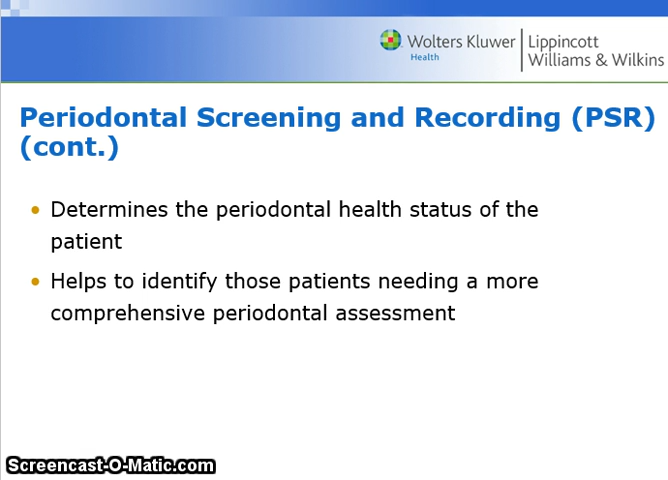 Wolters Kluwer
Health
Lippincott
Williams & Wilkins
Periodontal Screening and Recording (PSR)
(cont.)
• Determines the periodontal health status of the
patient
• Helps to identify those patients needing a more
comprehensive periodontal assessment
Screencast-O-Matic.com